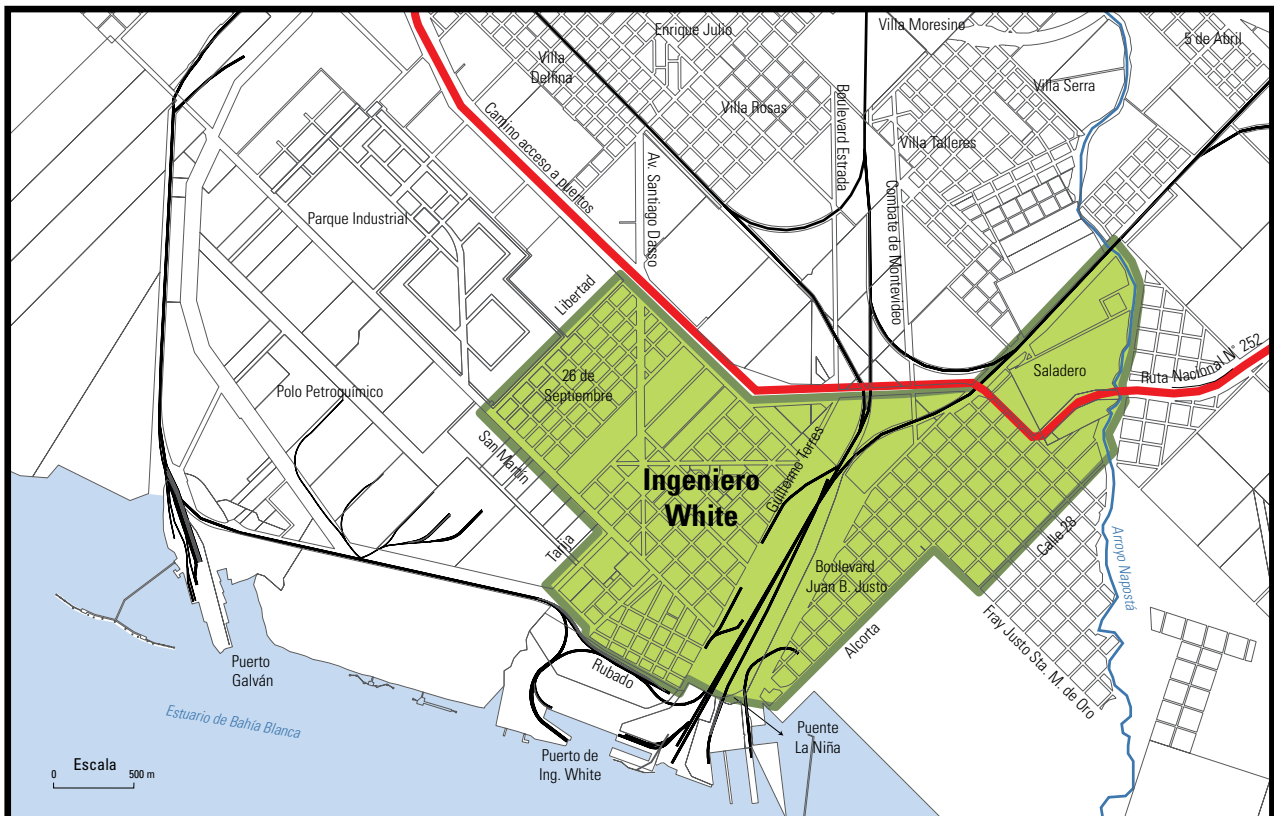 Enrique Julio
Villa Moresino
5 de Abril
Villa
Delfina
Villa Serra
Villa Rosas
Boulevard Estrada
Villa Talleres
Camino acceso a puertos
Av. Santiago Dasso
Combate de Montevideo
Parque Industrial
Libertad
Ruta Nacional N° 252
Saladero
26 de
Septiembre
Polo Petroquímico
San Martín
Guillermo Torres
Ingeniero
White
Calle 28
Arroyo Napostá
Tarija
Boulevard
Juan B. Justo
Alcorta
Fray Justo Sta. M. de Oro
Puerto
Galván
Rubado
Estuario de Bahía Blanca
Puente
La Niña
Puerto de
Ing. White
Escala
0 500 m